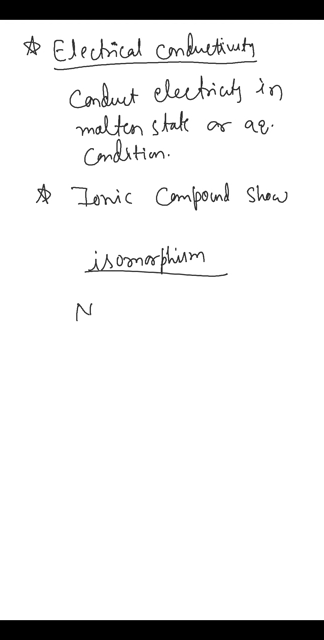 ☆ Electrical conductivity
Conduct electricity in
molten state or aq.
condition.
☆ Ionic Compound show
isomorphism
N